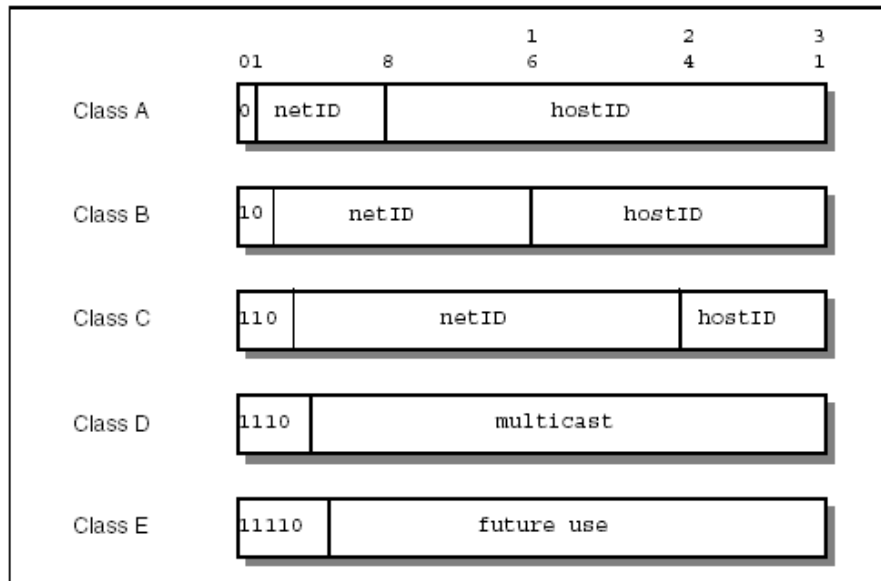 1 2 3
01 8 6 4 1
Class A 0 netID hostID
Class B 10 netID hostID
Class C 110 netID hostID
Class D 1110 multicast
Class E 11110 future use